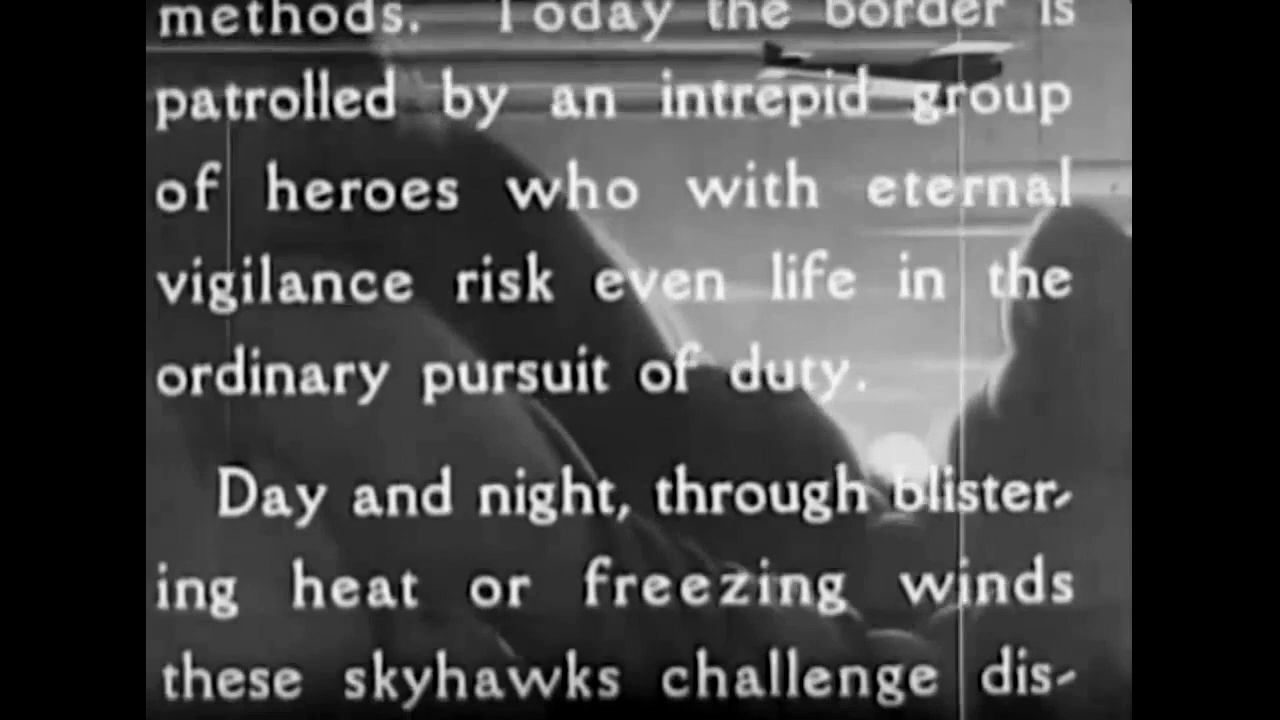 methods. Today the border is
patrolled by an intrepid group
of heroes who with eternal
vigilance risk even life in the
ordinary pursuit of duty.
Day and night, through blister-
ing heat or freezing winds
these skyhawks challenge dis-